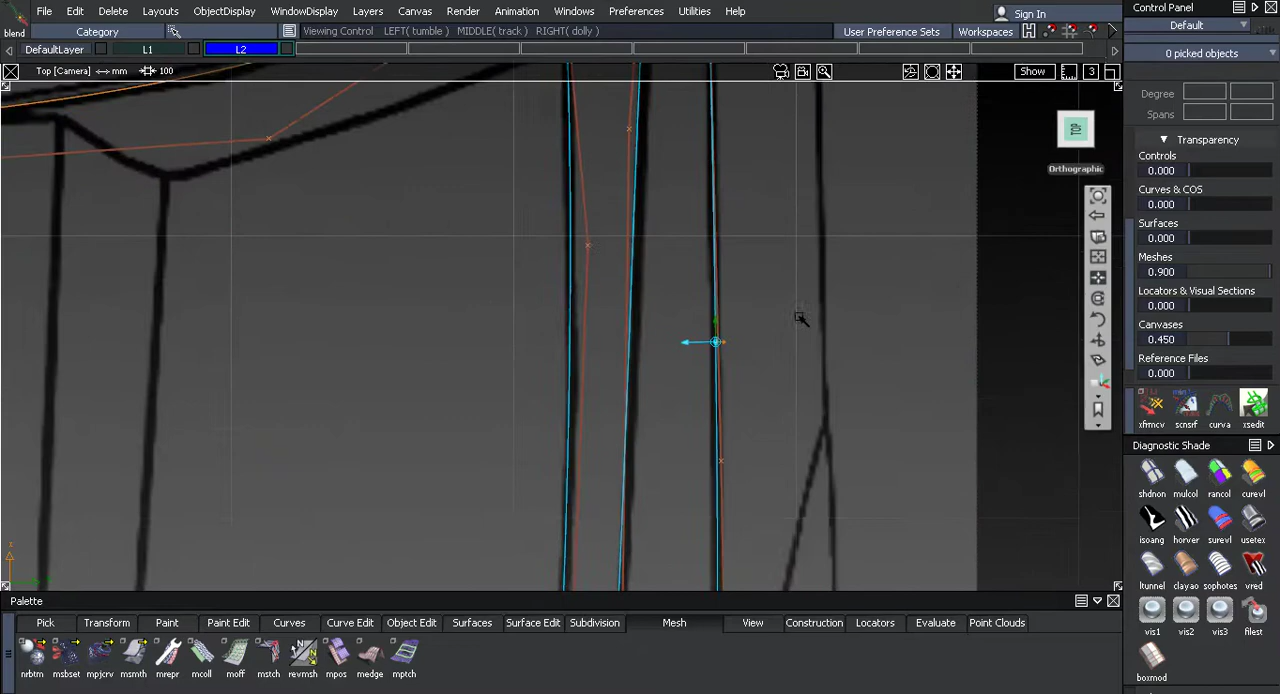 File Edit Delete Layouts ObjectDisplay WindowDisplay Layers Canvas Render Animation Windows Preferences Utilities Help
Sign In
Control Panel
blend
Category
Viewing Control LEFT( tumble ) MIDDLE( track ) RIGHT( dolly )
User Preference Sets
Workspaces
Default
DefaultLayer
L1
L2
0 picked objects
Top [Camera]
mm
100
Show
3
Degree
Spans
TOP
Orthographic
Transparency
Controls
0.000
Curves & COS
0.000
Surfaces
0.000
Meshes
0.900
Locators & Visual Sections
0.000
Canvases
0.450
Reference Files
0.000
xfrmcv scnsrf curva xsedit
Diagnostic Shade
shdnon mulcol rancol curevl
isoang horver surevl usetex
ltunnel clayao sophotes vred
vis1 vis2 vis3 filest
boxmod
Palette
Pick Transform Paint Paint Edit Curves Curve Edit Object Edit Surfaces Surface Edit Subdivision Mesh View Construction Locators Evaluate Point Clouds
nrbtm msbset mpjcrv msmth mrepr mcoll moff mstch revmsh mpos medge mptch